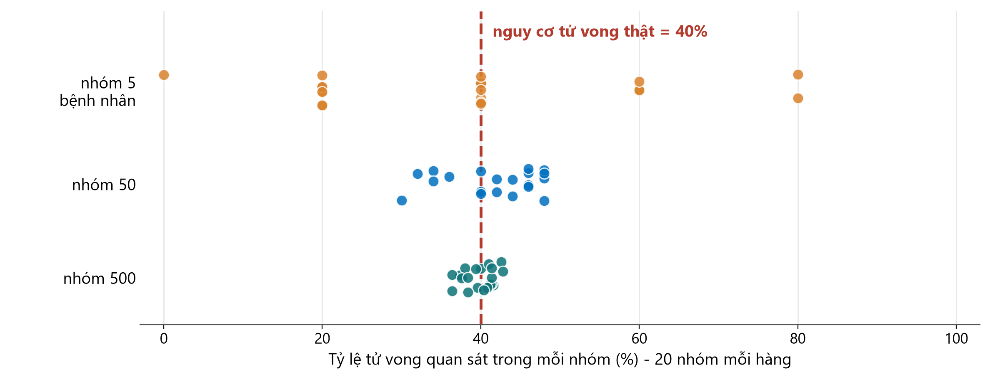 nguy cơ tử vong thật = 40%
nhóm 5
bệnh nhân
nhóm 50
nhóm 500
0 20 40 60 80 100
Tỷ lệ tử vong quan sát trong mỗi nhóm (%) - 20 nhóm mỗi hàng